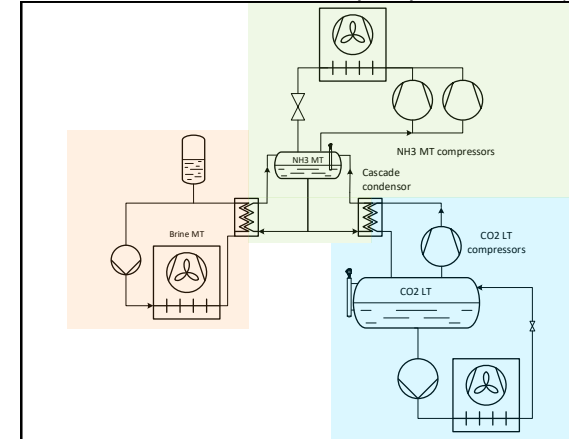 NH3 MT
NH3 MT compressors
Cascade
condensor
Brine MT
CO2 LT
compressors
CO2 LT